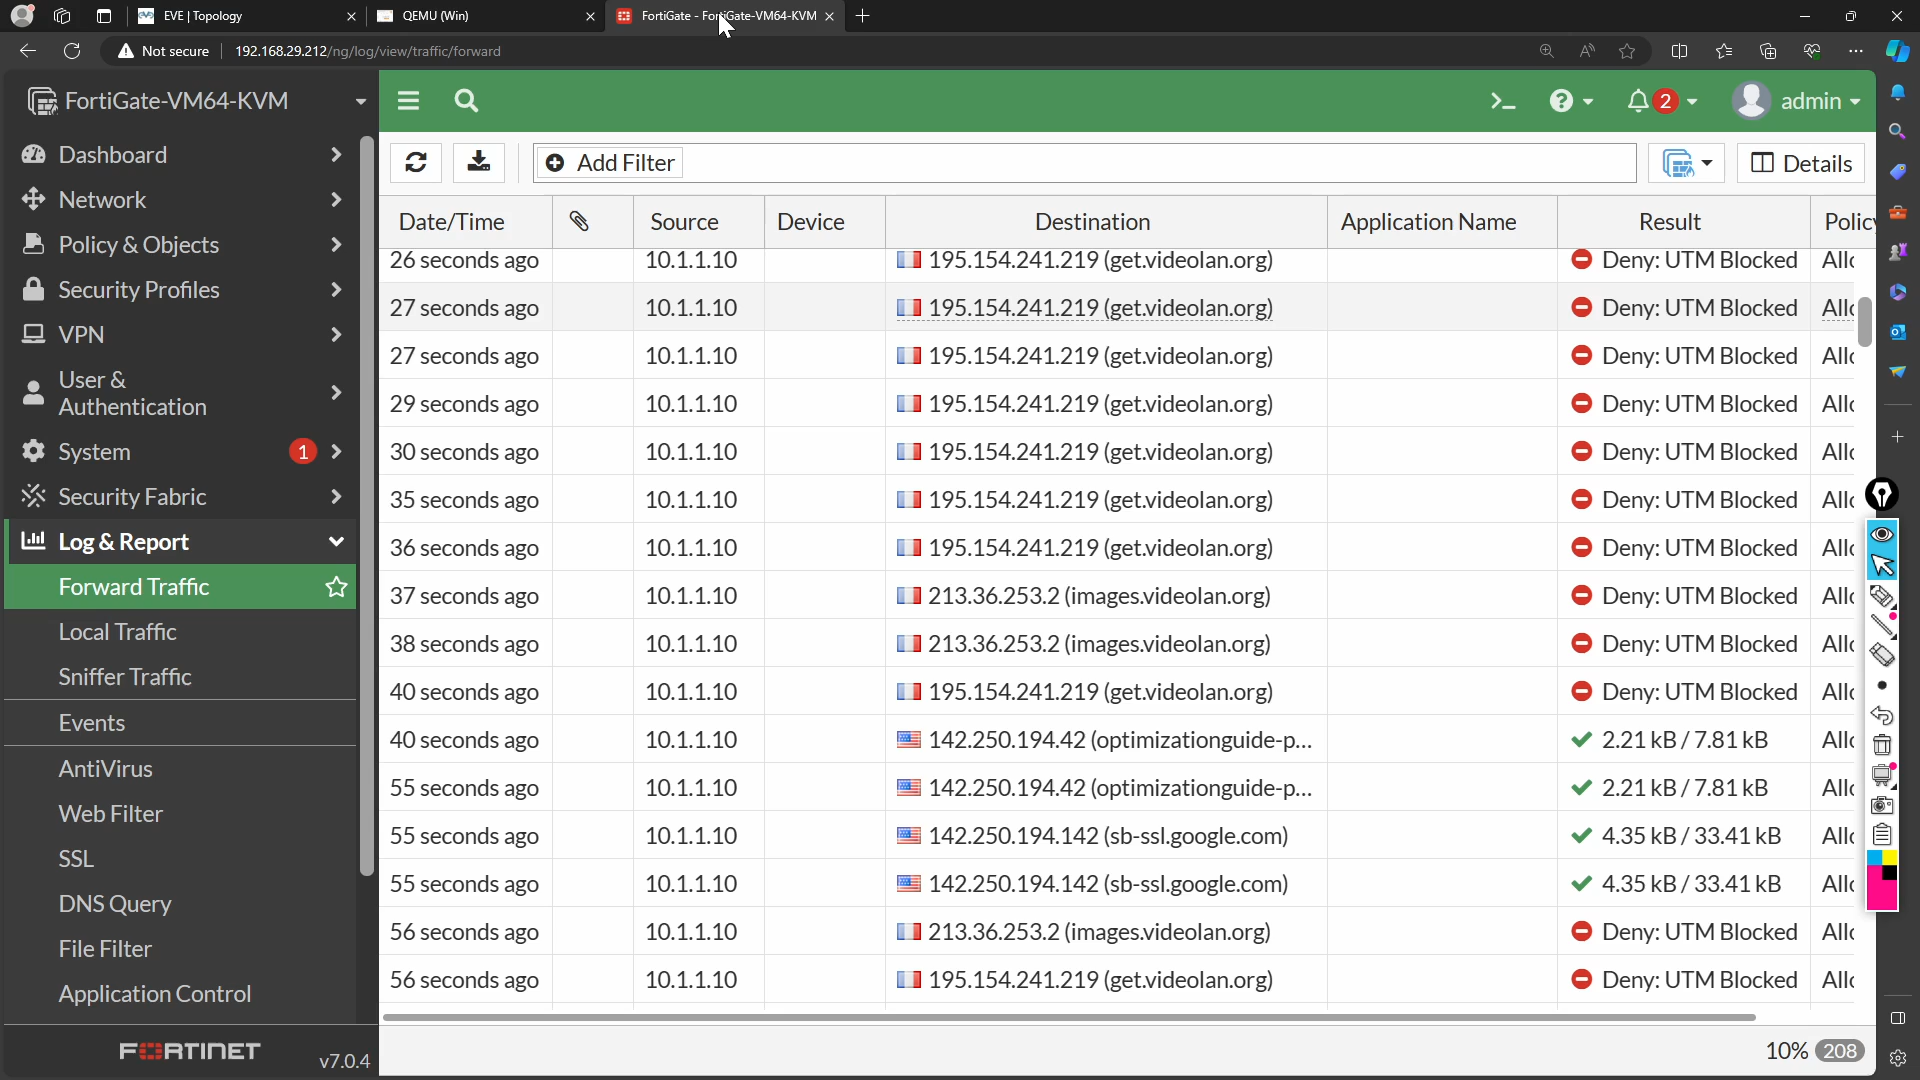 EVE | Topology
QEMU (Win)
FortiGate - FortiGate-VM64-KVM
Not secure
192.168.29.212/ng/log/view/traffic/forward
FortiGate-VM64-KVM
2
admin
Dashboard
Network
Policy & Objects
Security Profiles
VPN
User &
Authentication
System 1
Security Fabric
Log & Report
Forward Traffic
Local Traffic
Sniffer Traffic
Events
AntiVirus
Web Filter
SSL
DNS Query
File Filter
Application Control
FORTINET v7.0.4
Add Filter
Details
Date/Time Source Device Destination Application Name Result Policy
26 seconds ago 10.1.1.10 195.154.241.219 (get.videolan.org) Deny: UTM Blocked
27 seconds ago 10.1.1.10 195.154.241.219 (get.videolan.org) Deny: UTM Blocked
27 seconds ago 10.1.1.10 195.154.241.219 (get.videolan.org) Deny: UTM Blocked
29 seconds ago 10.1.1.10 195.154.241.219 (get.videolan.org) Deny: UTM Blocked
30 seconds ago 10.1.1.10 195.154.241.219 (get.videolan.org) Deny: UTM Blocked
35 seconds ago 10.1.1.10 195.154.241.219 (get.videolan.org) Deny: UTM Blocked
36 seconds ago 10.1.1.10 195.154.241.219 (get.videolan.org) Deny: UTM Blocked
37 seconds ago 10.1.1.10 213.36.253.2 (images.videolan.org) Deny: UTM Blocked
38 seconds ago 10.1.1.10 213.36.253.2 (images.videolan.org) Deny: UTM Blocked
40 seconds ago 10.1.1.10 195.154.241.219 (get.videolan.org) Deny: UTM Blocked
40 seconds ago 10.1.1.10 142.250.194.42 (optimizationguide-p... 2.21 kB / 7.81 kB
55 seconds ago 10.1.1.10 142.250.194.42 (optimizationguide-p... 2.21 kB / 7.81 kB
55 seconds ago 10.1.1.10 142.250.194.142 (sb-ssl.google.com) 4.35 kB / 33.41 kB
55 seconds ago 10.1.1.10 142.250.194.142 (sb-ssl.google.com) 4.35 kB / 33.41 kB
56 seconds ago 10.1.1.10 213.36.253.2 (images.videolan.org) Deny: UTM Blocked
56 seconds ago 10.1.1.10 195.154.241.219 (get.videolan.org) Deny: UTM Blocked
10% 208